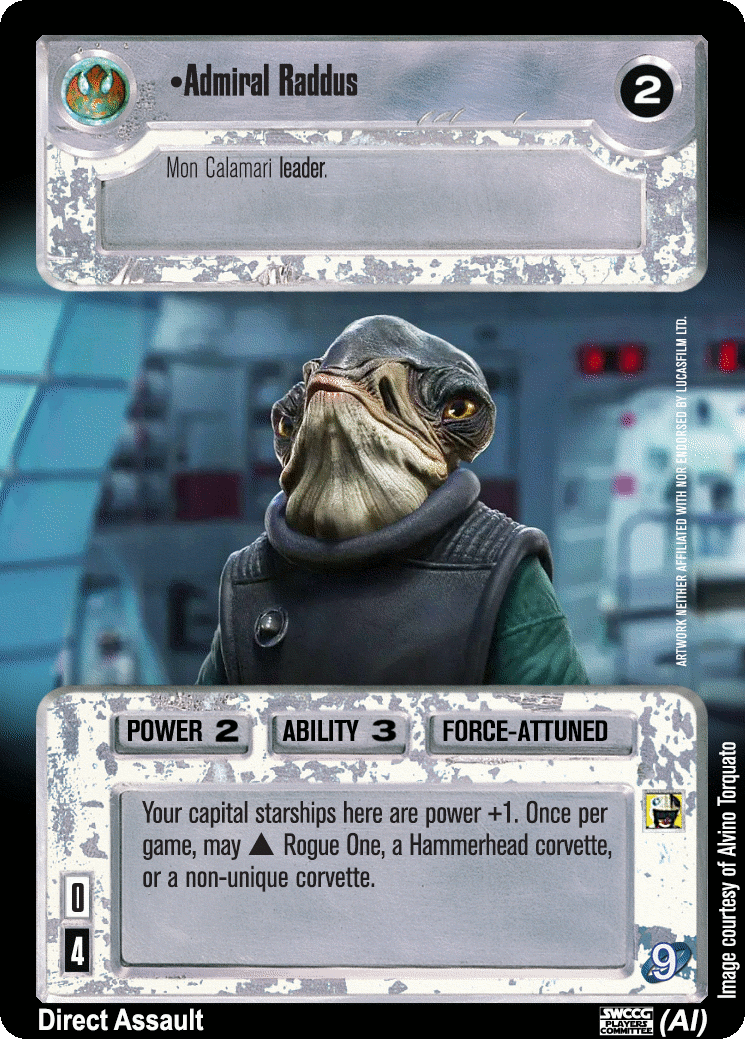 •Admiral Raddus
2
Mon Calamari leader.
ARTWORK NEITHER AFFILIATED WITH NOR ENDORSED BY LUCASFILM LTD.
POWER 2
ABILITY 3
FORCE-ATTUNED
Your capital starships here are power +1. Once per
game, may ▲ Rogue One, a Hammerhead corvette,
or a non-unique corvette.
0
4
9
Image courtesy of Alvino Torquato
Direct Assault
SWCCG
PLAYERS
COMMITTEE
(AI)